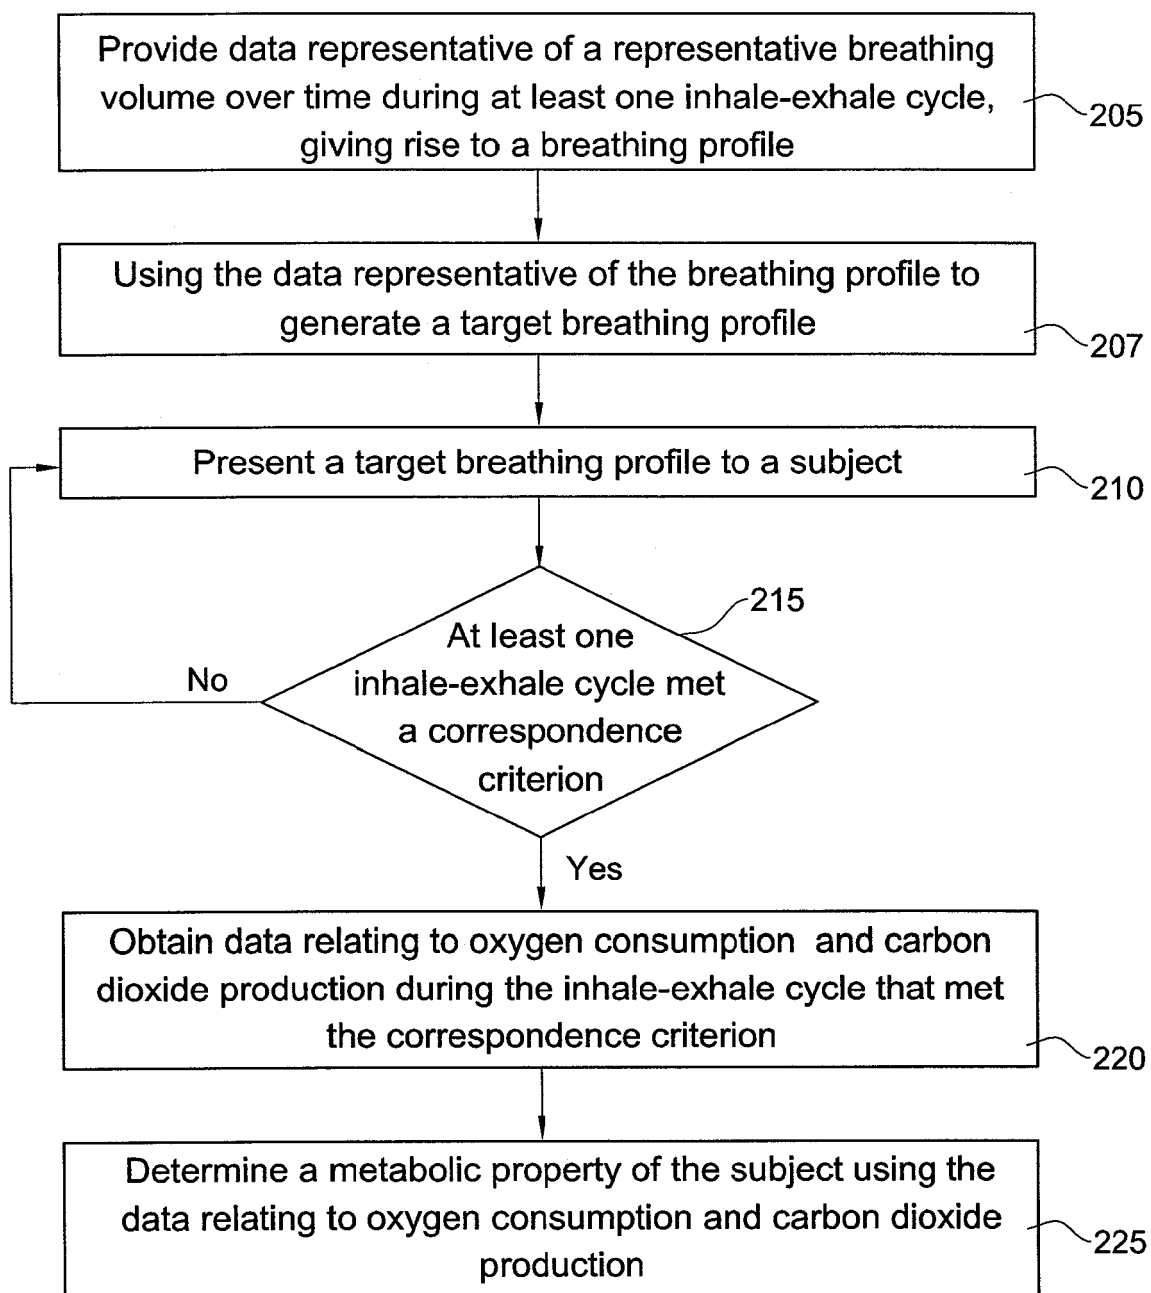 Provide data representative of a representative breathing
volume over time during at least one inhale-exhale cycle,
giving rise to a breathing profile
205
Using the data representative of the breathing profile to
generate a target breathing profile
207
Present a target breathing profile to a subject
210
215
At least one
inhale-exhale cycle met
a correspondence
criterion
No
Yes
Obtain data relating to oxygen consumption and carbon
dioxide production during the inhale-exhale cycle that met
the correspondence criterion
220
Determine a metabolic property of the subject using the
data relating to oxygen consumption and carbon dioxide
production
225